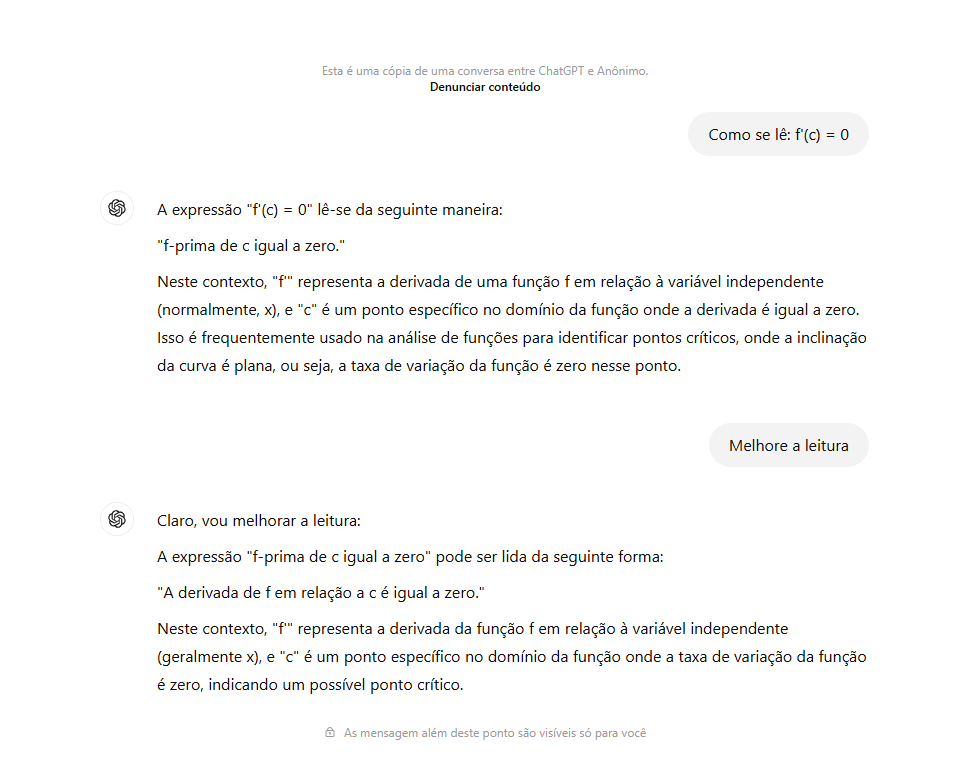 Esta é uma cópia de uma conversa entre ChatGPT e Anônimo.
Denunciar conteúdo
Como se lê: f'(c) = 0
A expressão "f'(c) = 0" lê-se da seguinte maneira:
"f-prima de c igual a zero."
Neste contexto, "f'" representa a derivada de uma função f em relação à variável independente
(normalmente, x), e "c" é um ponto específico no domínio da função onde a derivada é igual a zero.
Isso é frequentemente usado na análise de funções para identificar pontos críticos, onde a inclinação
da curva é plana, ou seja, a taxa de variação da função é zero nesse ponto.
Melhore a leitura
Claro, vou melhorar a leitura:
A expressão "f-prima de c igual a zero" pode ser lida da seguinte forma:
"A derivada de f em relação a c é igual a zero."
Neste contexto, "f'" representa a derivada da função f em relação à variável independente
(geralmente x), e "c" é um ponto específico no domínio da função onde a taxa de variação da função
é zero, indicando um possível ponto crítico.
As mensagem além deste ponto são visíveis só para você